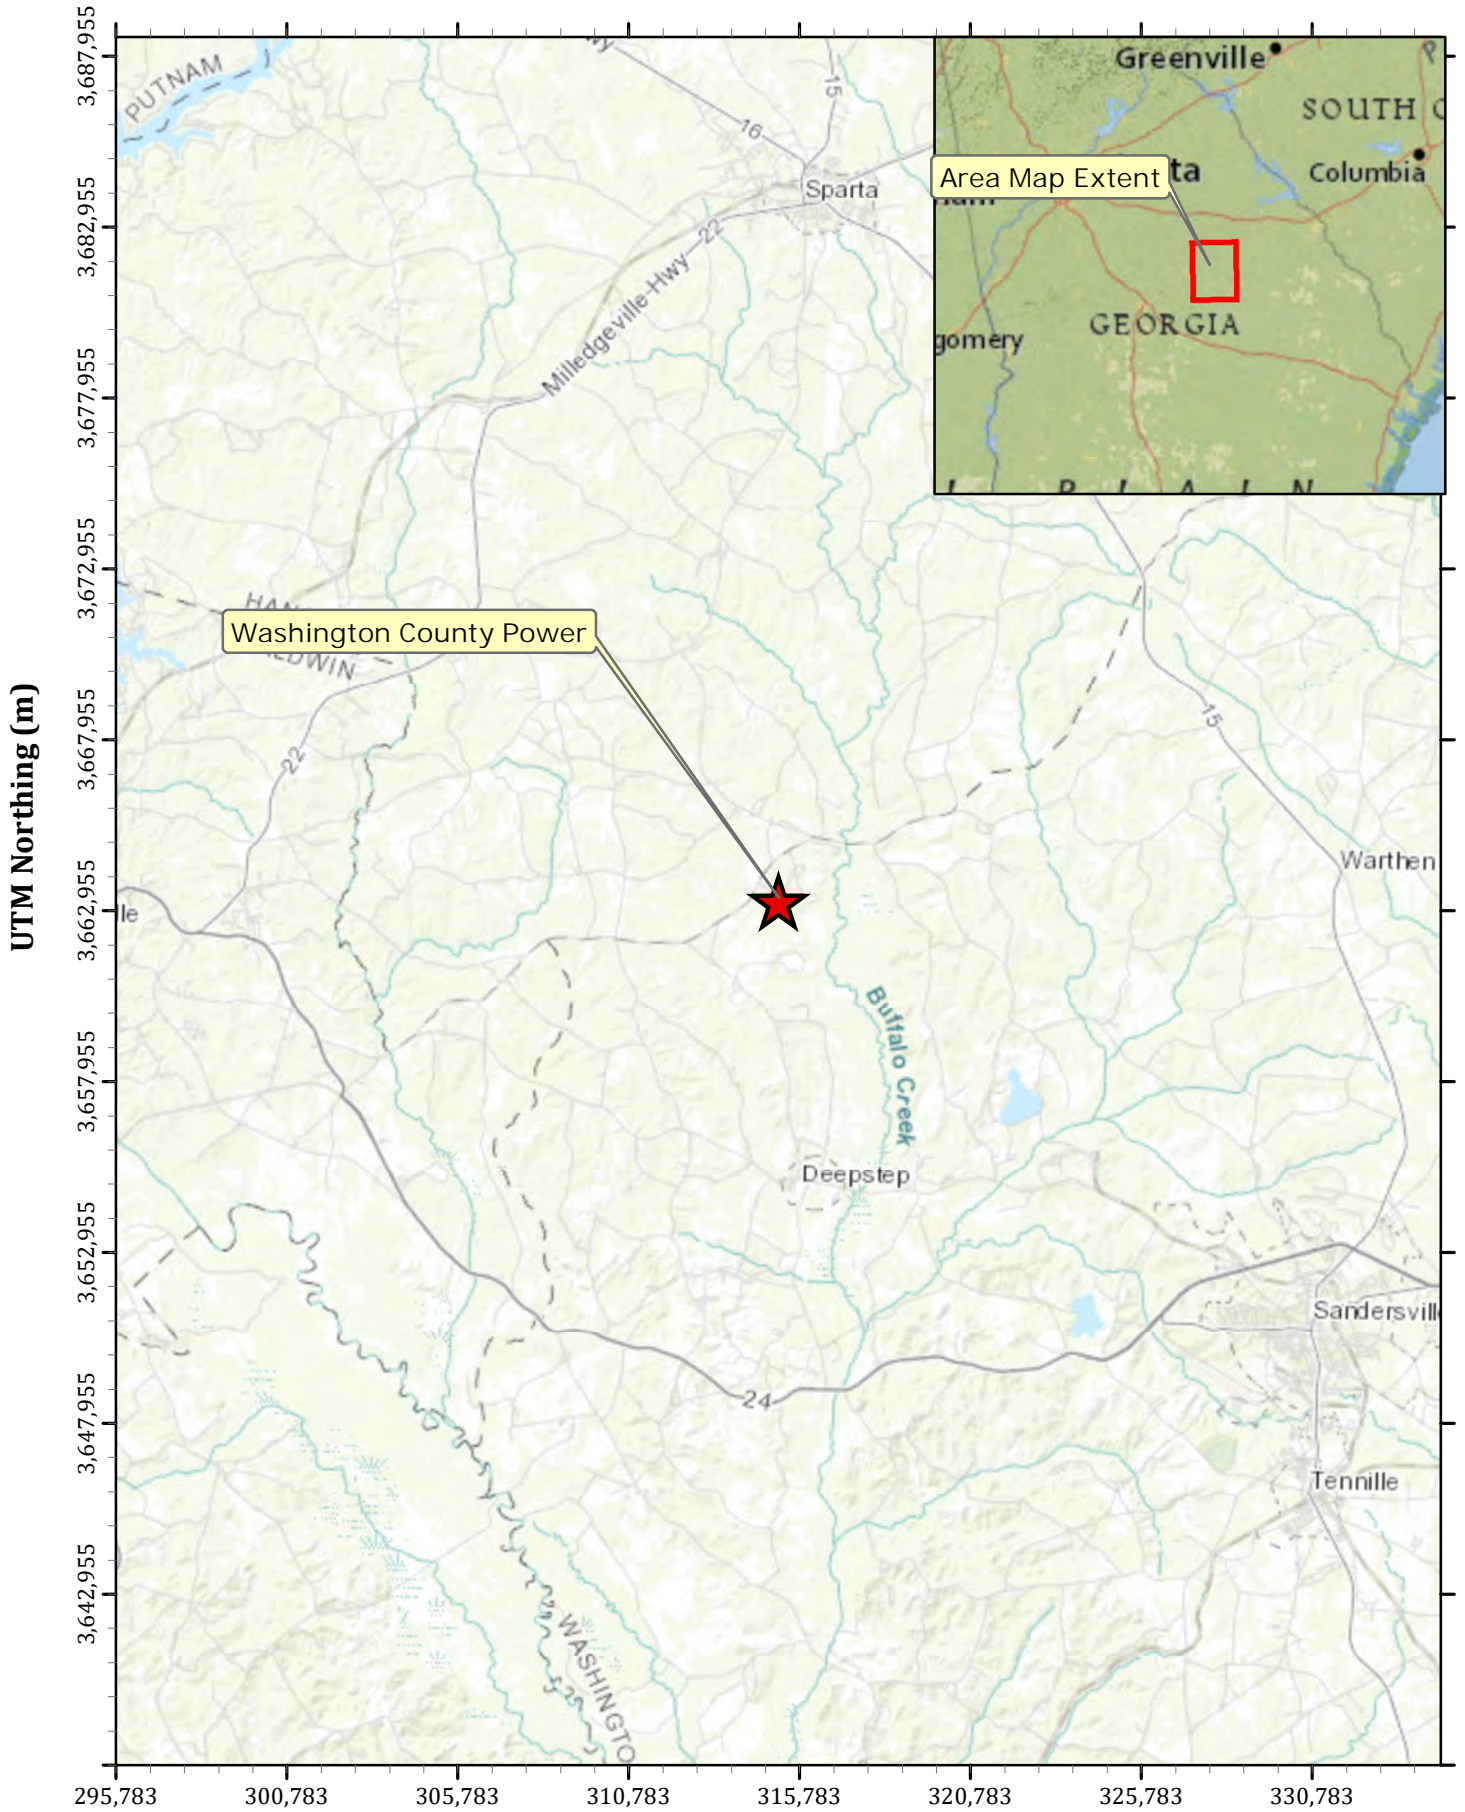 3,687,955
3,682,955
3,677,955
3,672,955
3,667,955
3,662,955
3,657,955
3,652,955
3,647,955
3,642,955
UTM Northing (m)
PUTNAM
15
16
Sparta
22
Milledgeville-Hwy
Greenville
SOUTH C
Columbia
ta
Area Map Extent
GEORGIA
gomery
P L A I N
Washington County Power
22
15
Warthen
lle
Buffalo Creek
Deepstep
Sandersvill
24
Tennille
WASHINGTO
295,783
300,783
305,783
310,783
315,783
320,783
325,783
330,783